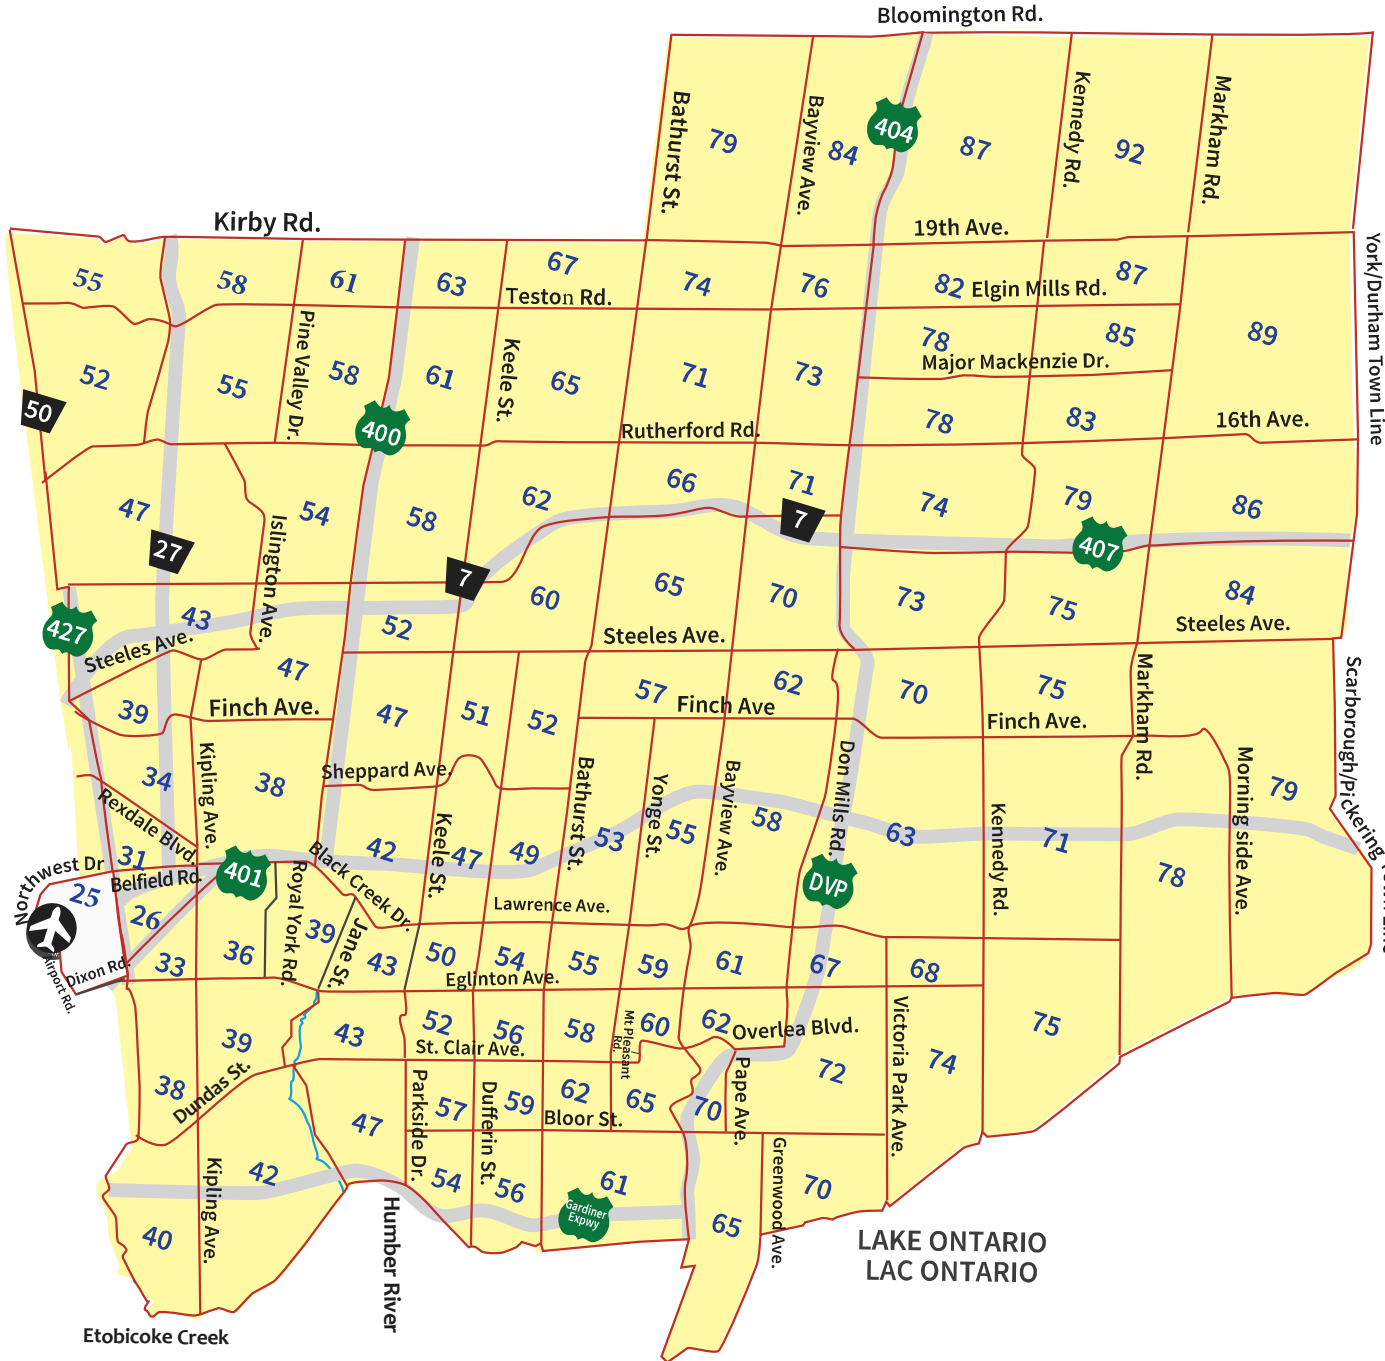 Bloomington Rd.
Bathurst St.
79
Bayview Ave.
84
404
87
Kennedy Rd.
92
Markham Rd.
Kirby Rd.
19th Ave.
York/Durham Town Line
55
58
61
63
67
74
76
82
Elgin Mills Rd.
87
Teston Rd.
52
55
Pine Valley Dr.
58
61
Keele St.
65
71
73
78
85
89
Major Mackenzie Dr.
50
400
Rutherford Rd.
78
83
16th Ave.
47
54
58
62
66
71
74
79
86
27
Islington Ave.
7
7
407
427
43
52
60
65
70
73
75
84
Steeles Ave.
Steeles Ave.
Steeles Ave.
39
47
Finch Ave.
47
51
52
57
62
Finch Ave
70
75
Finch Ave.
Markham Rd.
Scarborough/Pickering
34
Kipling Ave.
38
Sheppard Ave.
Bathurst St.
Yonge St.
Bayview Ave.
Don Mills Rd.
Kennedy Rd.
Morning side Ave.
79
Rexdale Blvd.
31
42
Keele St.
47
49
53
55
58
63
71
78
Northwest Dr
Belfield Rd.
401
Black Creek Dr.
DVP
25
26
Royal York Rd.
39
Jane St.
Lawrence Ave.
33
36
43
50
54
55
59
61
67
68
Dixon Rd.
Airport Rd.
Eglinton Ave.
39
43
52
56
58
Mt Pleasant
Rd.
60
62
Overlea Blvd.
Victoria Park Ave.
74
75
St. Clair Ave.
38
Dundas St.
47
Parkside Dr.
57
Dufferin St.
59
62
65
70
Pape Ave.
72
Bloor St.
42
Kipling Ave.
54
56
61
Greenwood Ave.
70
40
Humber River
Gardiner
Expwy
65
LAKE ONTARIO
LAC ONTARIO
Etobicoke Creek